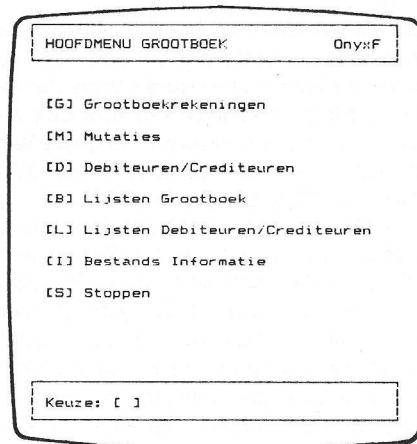 HOOFDMENU GROOTBOEK OnyxF
[G] Grootboekrekeningen
[M] Mutaties
[D] Debiteuren/Crediteuren
[B] Lijsten Grootboek
[L] Lijsten Debiteuren/Crediteuren
[I] Bestands Informatie
[S] Stoppen
Keuze: [ ]